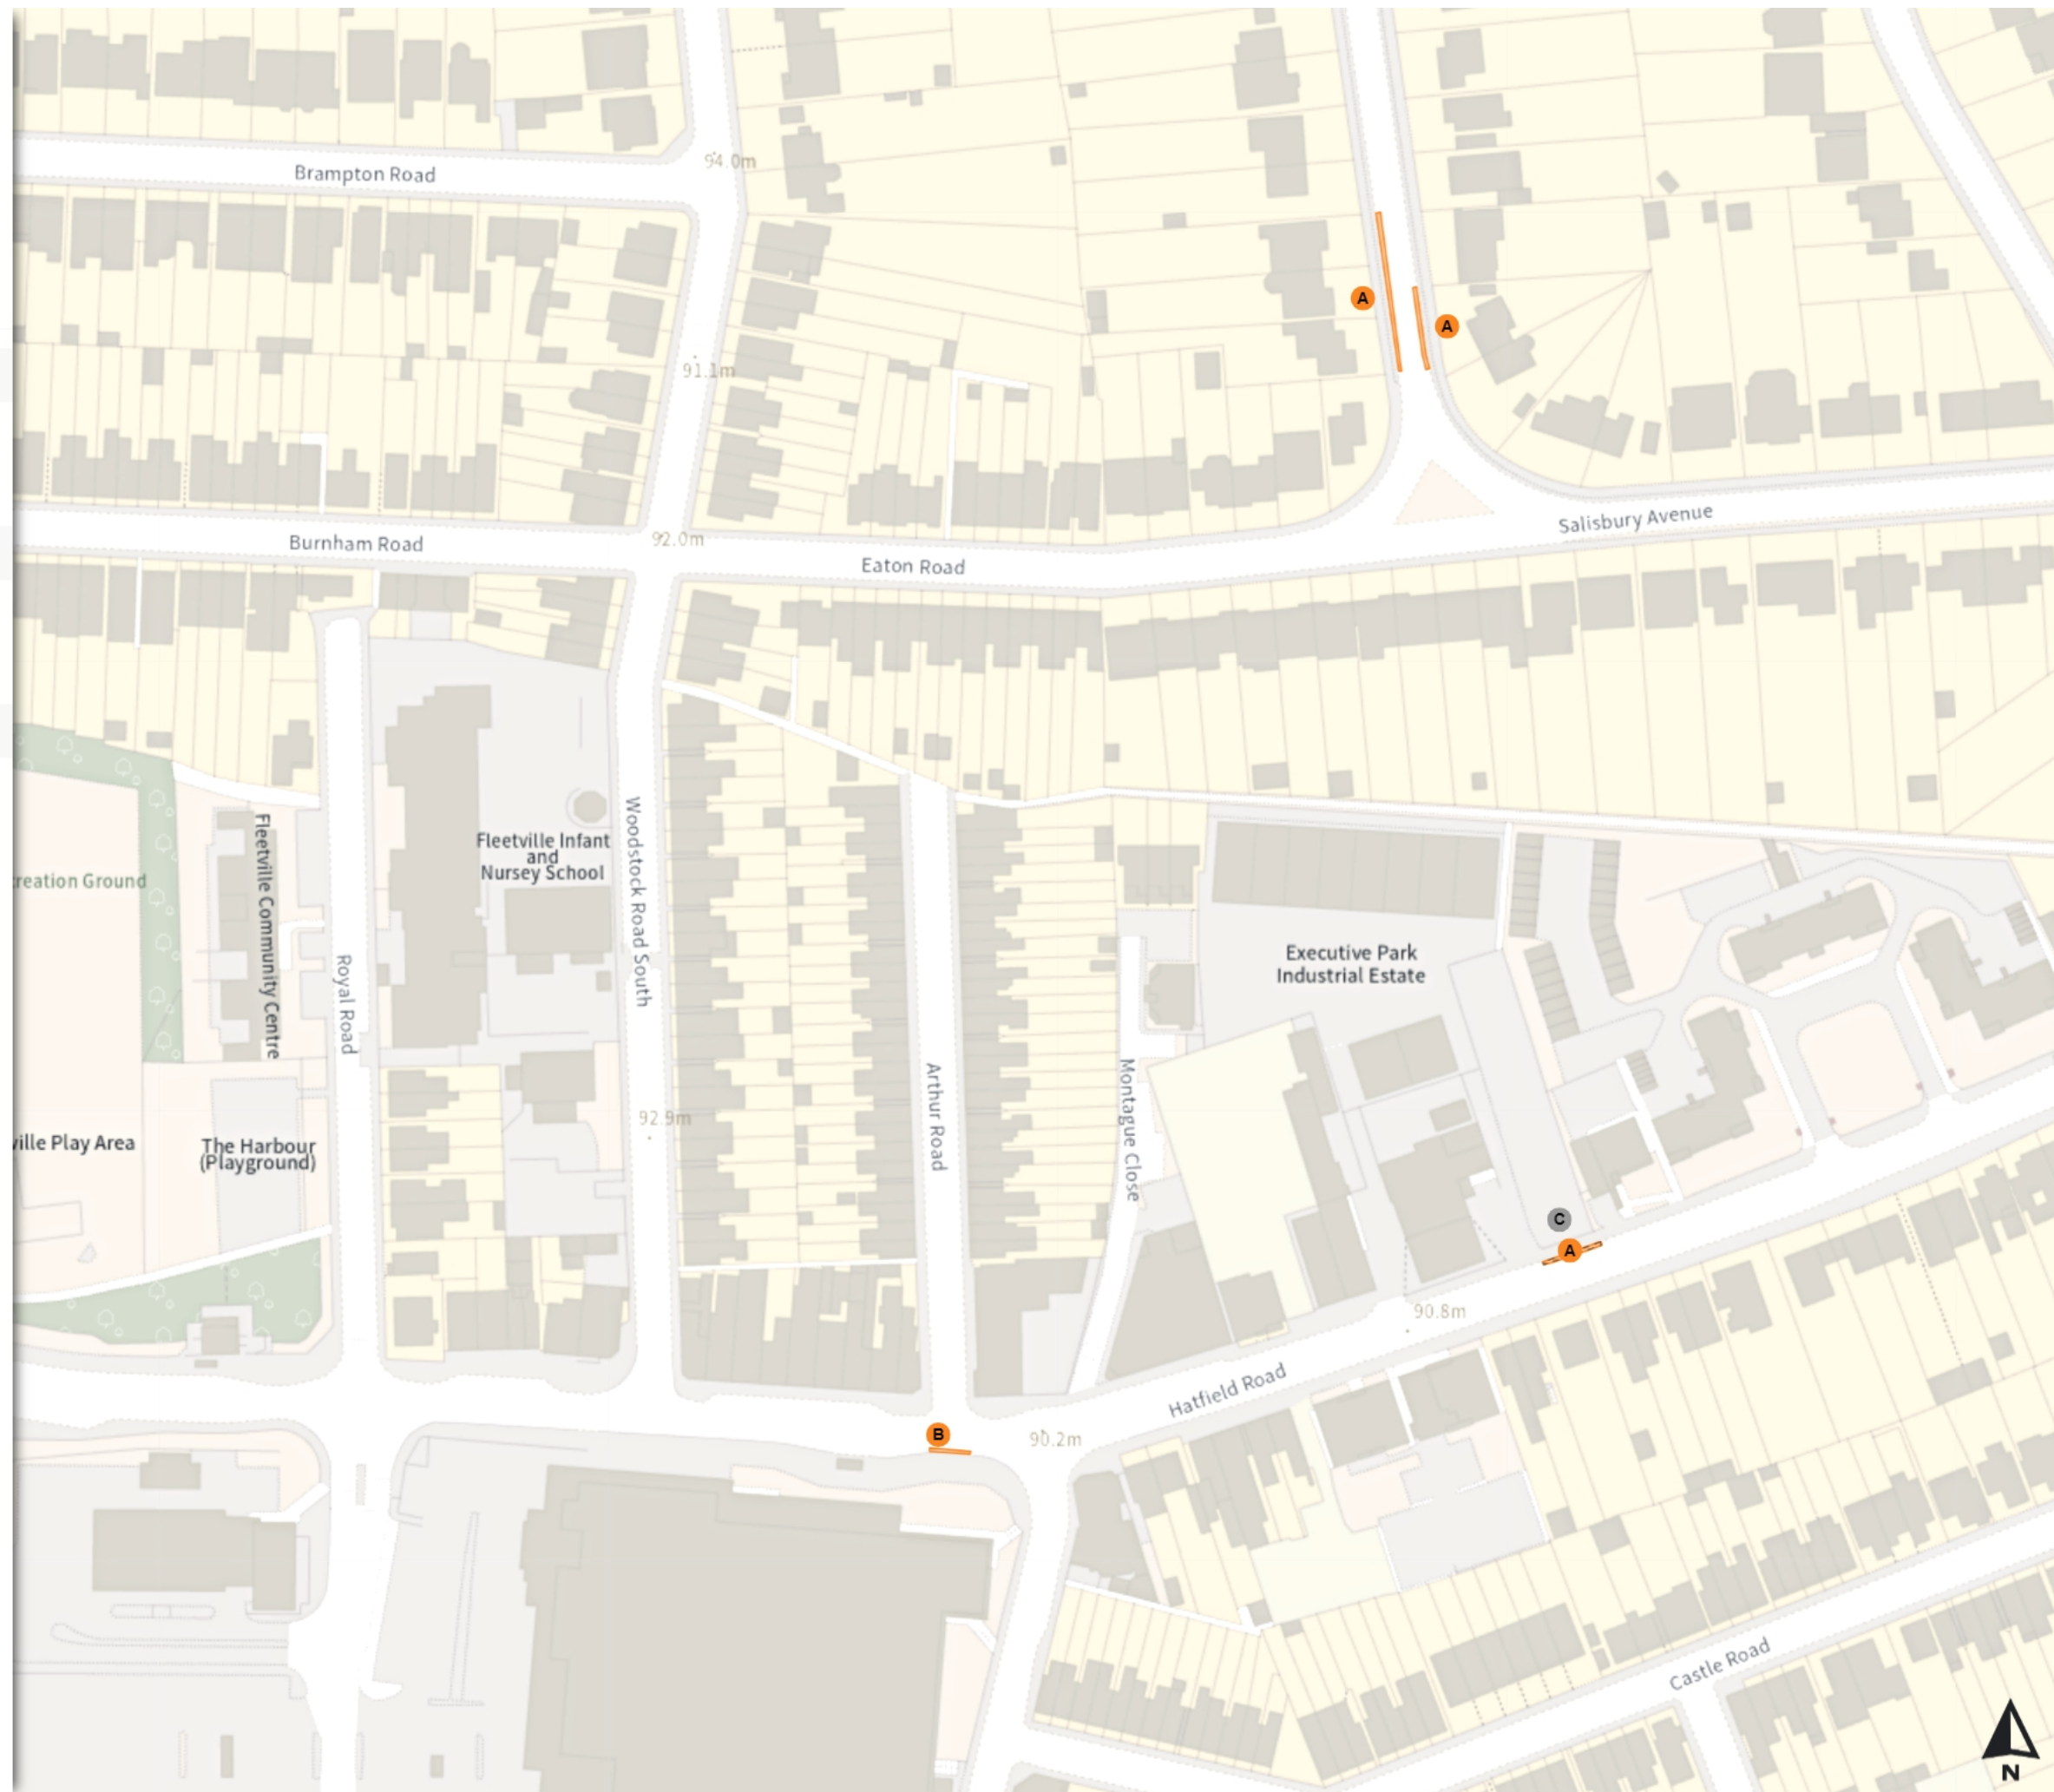 94.0m
Brampton Road
A
A
91.1m
Salisbury Avenue
92.0m
Burnham Road
Eaton Road
Fleetville Infant
and
Nursey School
Woodstock Road South
Fleetville Community Centre
creation Ground
Executive Park
Industrial Estate
Royal Road
Arthur Road
Montague Close
92.9m
ville Play Area
The Harbour
(Playground)
C
A
90.8m
Hatfield Road
B
90.2m
Castle Road
N